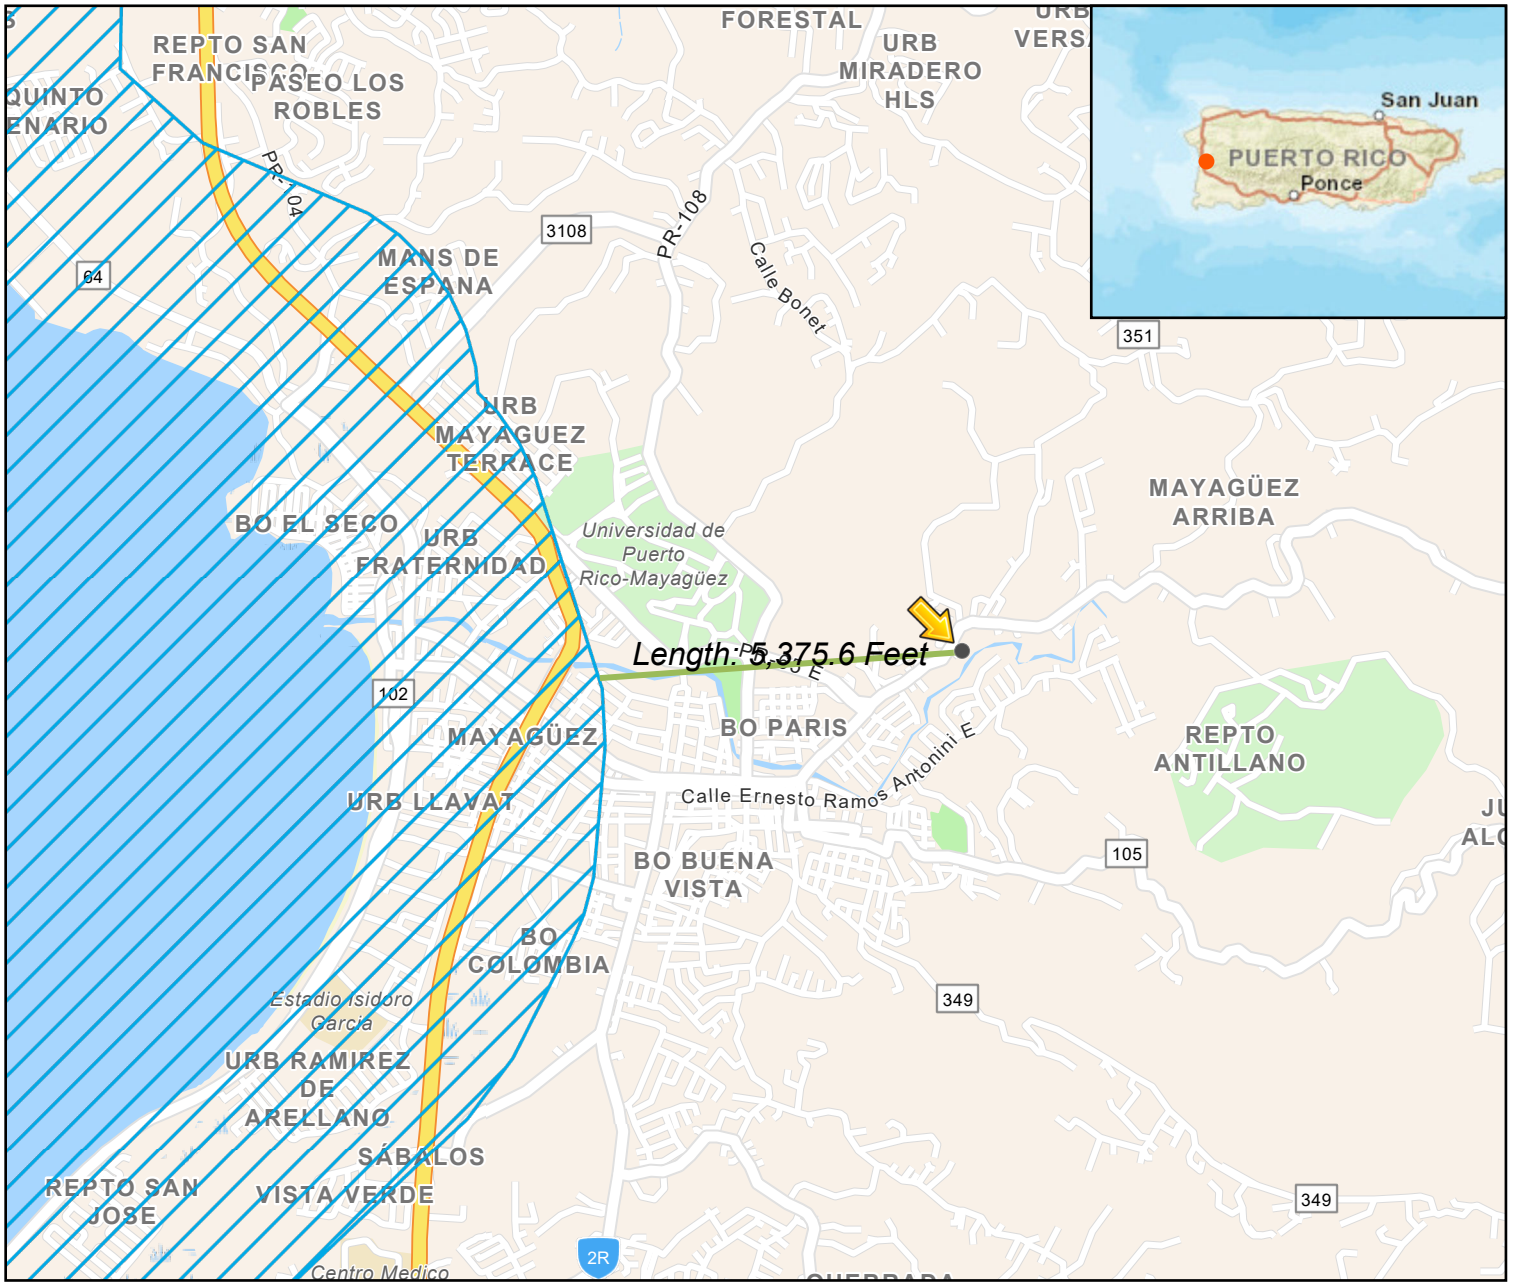 FORESTAL
REPTO SAN
FRANCISCO
PASEO LOS
ROBLES
URB
MIRADERO
HLS
URB
San Juan
PUERTO RICO
Ponce
QUINTO
PR-104
PR-108
3108
64
MANS DE
ESPANA
Calle Bonet
351
URB
MAYAGUEZ
TERRACE
MAYAGÜEZ
ARRIBA
BO EL SECO
URB
FRATERNIDAD
Universidad de
Puerto
Rico-Mayagüez
Length: 5,375.6 Feet
102
MAYAGÜEZ
BO PARIS
REPTO
ANTILLANO
URB LLAVAT
Calle Ernesto Ramos Antonini E
105
BO BUENA
VISTA
BO
COLOMBIA
Estadio Isidoro
Garcia
349
URB RAMIREZ
DE
ARELLANO
SÁBALOS
REPTO SAN
JOSE
VISTA VERDE
349
2R
Centro Medico